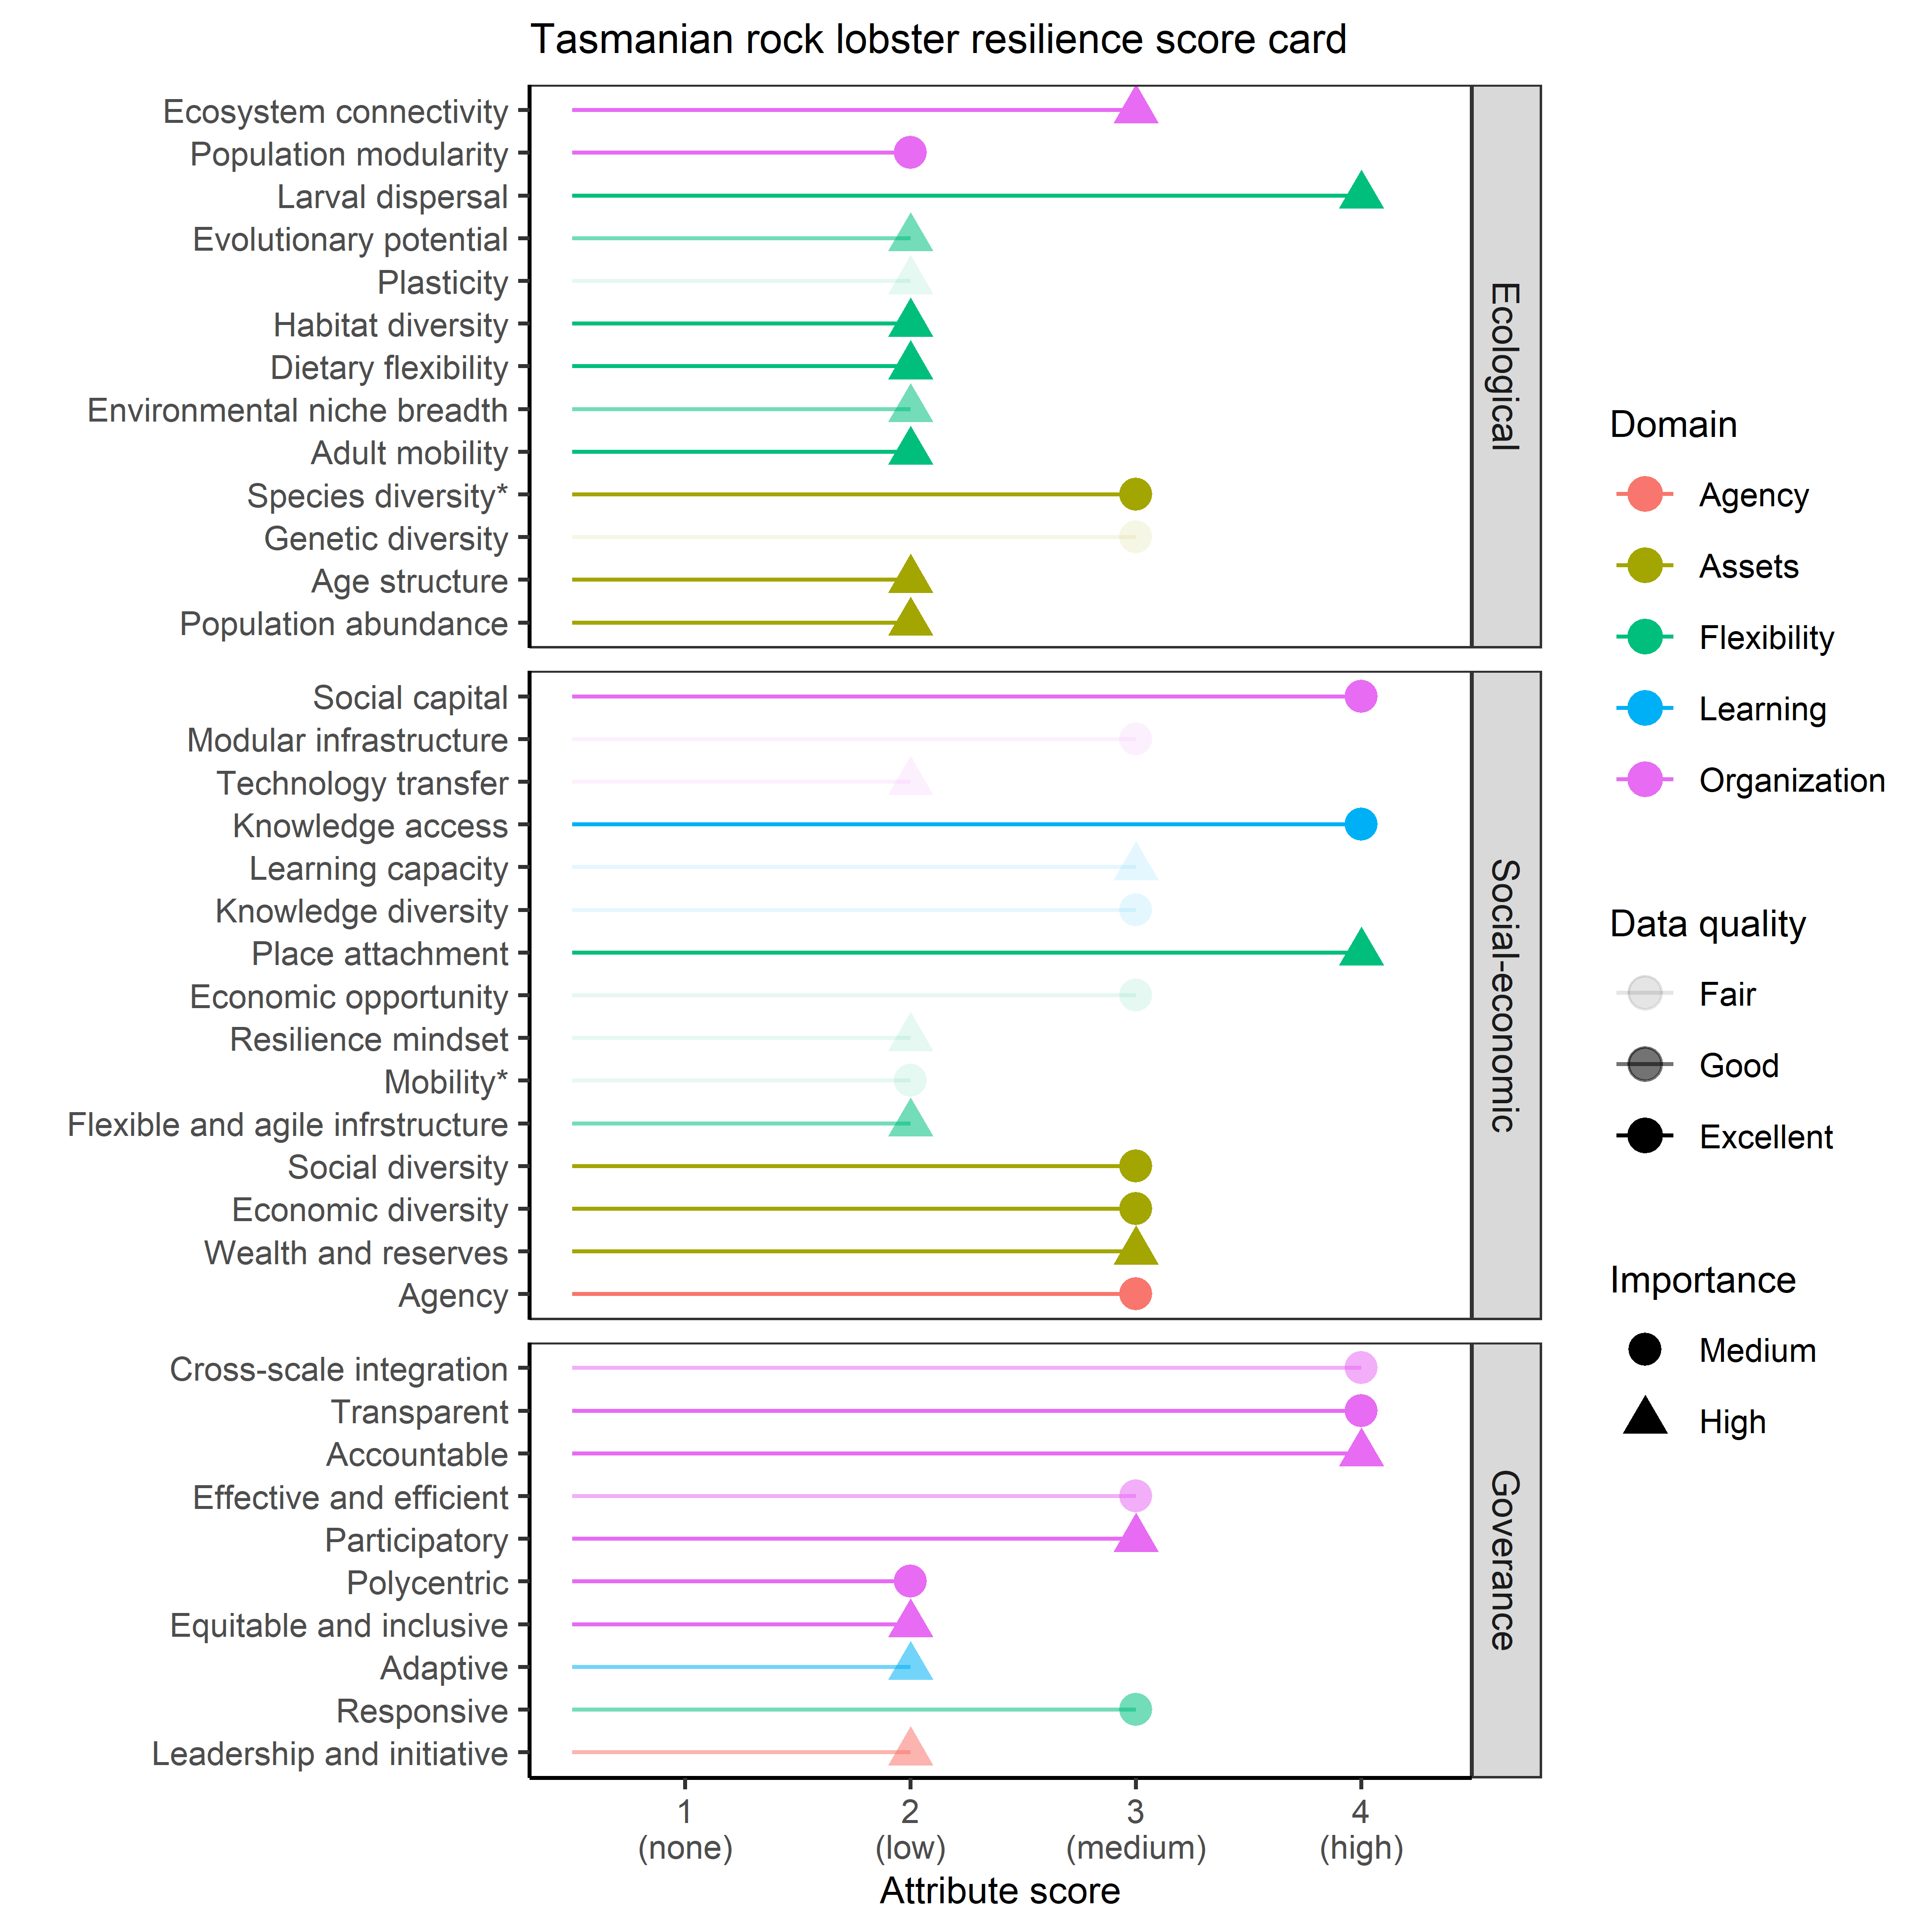 Tasmanian rock lobster resilience score card
Ecosystem connectivity
Population modularity
Larval dispersal
Evolutionary potential
Plasticity
Habitat diversity
Dietary flexibility
Environmental niche breadth
Adult mobility
Species diversity*
Genetic diversity
Age structure
Population abundance
Ecological
Social capital
Modular infrastructure
Technology transfer
Knowledge access
Learning capacity
Knowledge diversity
Place attachment
Economic opportunity
Resilience mindset
Mobility*
Flexible and agile infrstructure
Social diversity
Economic diversity
Wealth and reserves
Agency
Social-economic
Cross-scale integration
Transparent
Accountable
Effective and efficient
Participatory
Polycentric
Equitable and inclusive
Adaptive
Responsive
Leadership and initiative
Goverance
1 2 3 4
(none) (low) (medium) (high)
Attribute score
Domain
Agency
Assets
Flexibility
Learning
Organization
Data quality
Fair
Good
Excellent
Importance
Medium
High